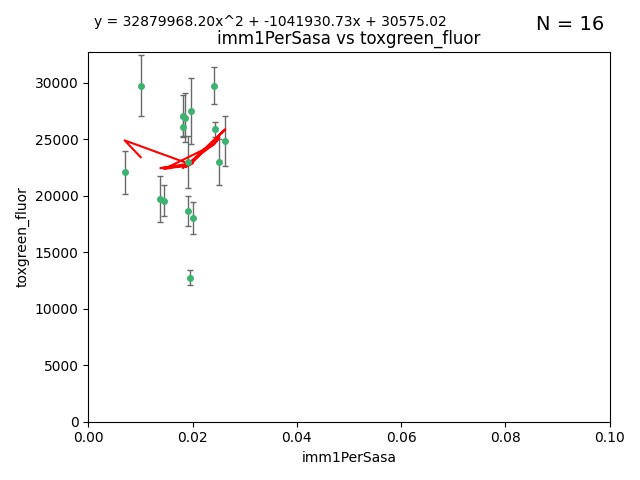 y = 32879968.20x^2 + -1041930.73x + 30575.02
N = 16
imm1PerSasa vs toxgreen_fluor
30000
25000
20000
15000
10000
5000
0
toxgreen_fluor
0.00 0.02 0.04 0.06 0.08 0.10
imm1PerSasa